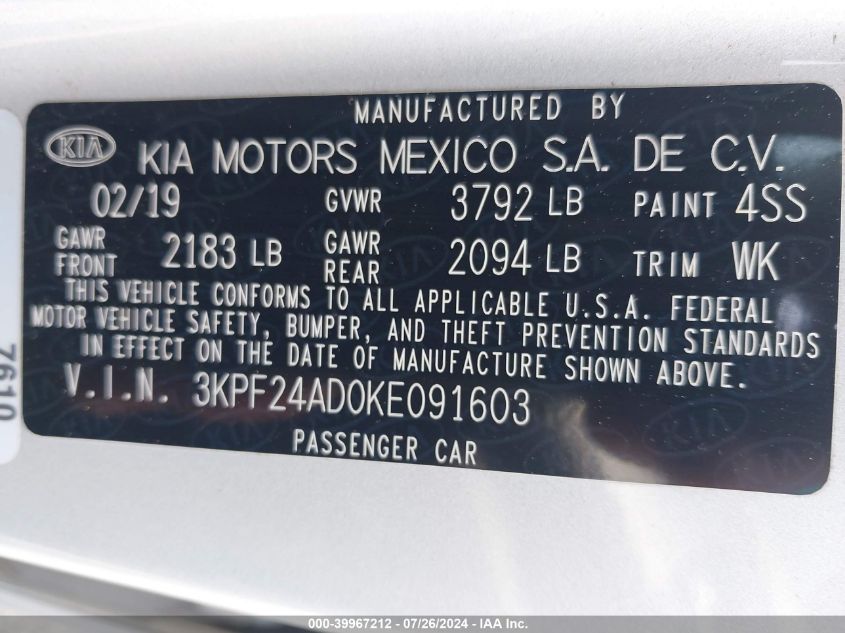 MANUFACTURED BY
KIA KIA MOTORS MEXICO S.A. DE C.V.
02/19 GVWR 3792 LB PAINT 4SS
GAWR FRONT 2183 LB GAWR REAR 2094 LB TRIM WK
THIS VEHICLE CONFORMS TO ALL APPLICABLE U.S.A. FEDERAL
MOTOR VEHICLE SAFETY, BUMPER, AND THEFT PREVENTION STANDARDS
IN EFFECT ON THE DATE OF MANUFACTURE SHOWN ABOVE.
V.I.N. 3KPF24AD0KE091603
PASSENGER CAR
7610
000-39967212 - 07/26/2024 - IAA Inc.